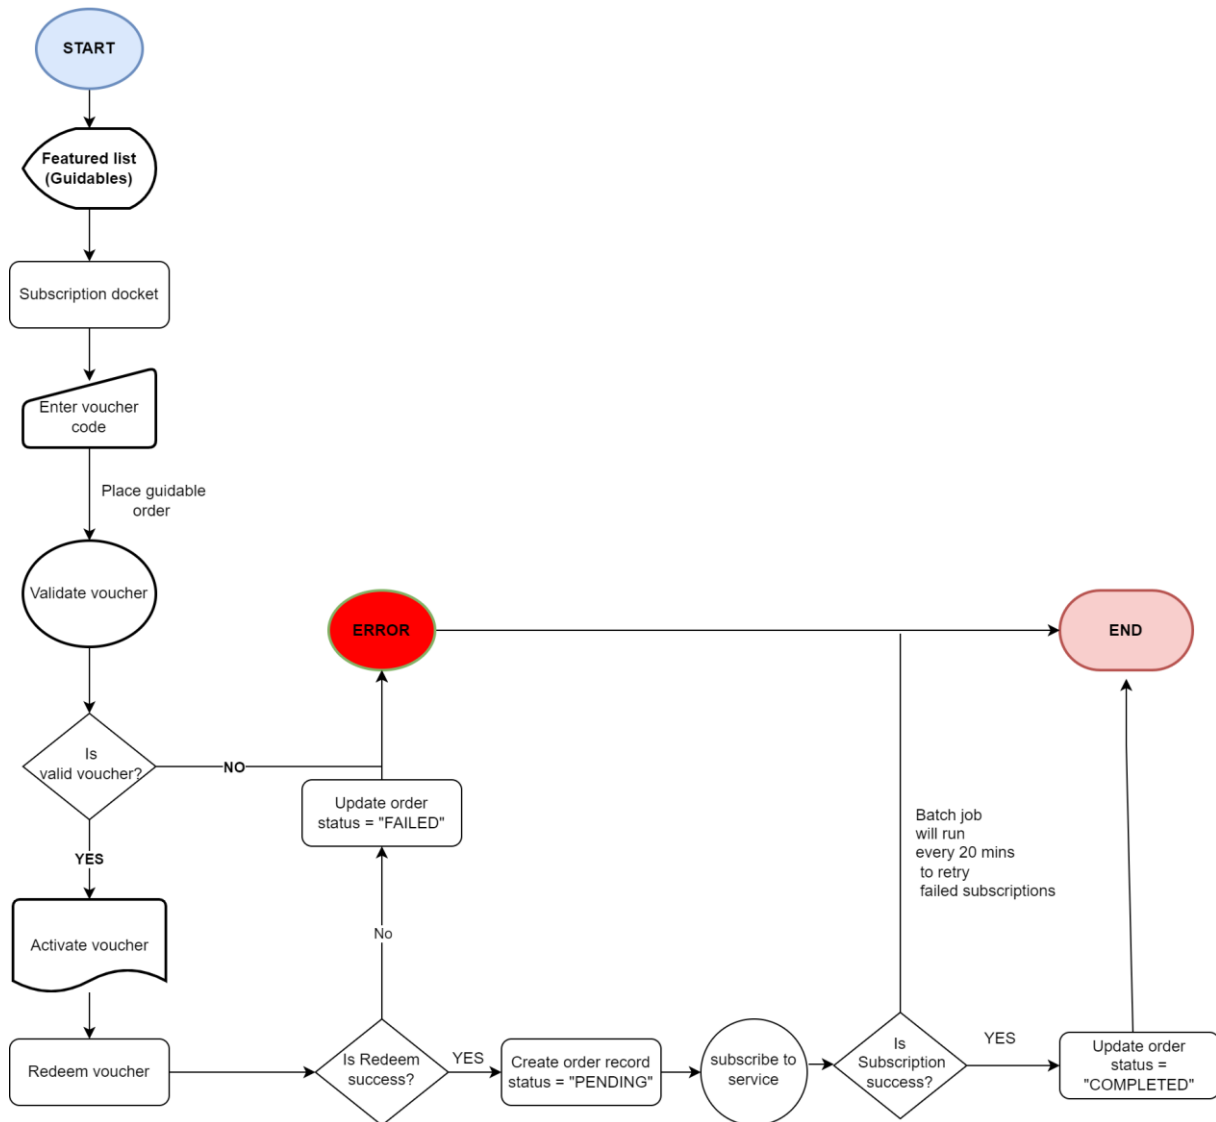 START
Featured list
(Guidables)
Subscription docket
Enter voucher
code
Place guidable
order
Validate voucher
ERROR
END
Is
valid voucher?
NO
Update order
status = "FAILED"
YES
Batch job
will run
every 20 mins
to retry
failed subscriptions
Activate voucher
No
Redeem voucher
Is Redeem
success?
YES
Create order record
status = "PENDING"
subscribe to
service
Is
Subscription
success?
YES
Update order
status =
"COMPLETED"